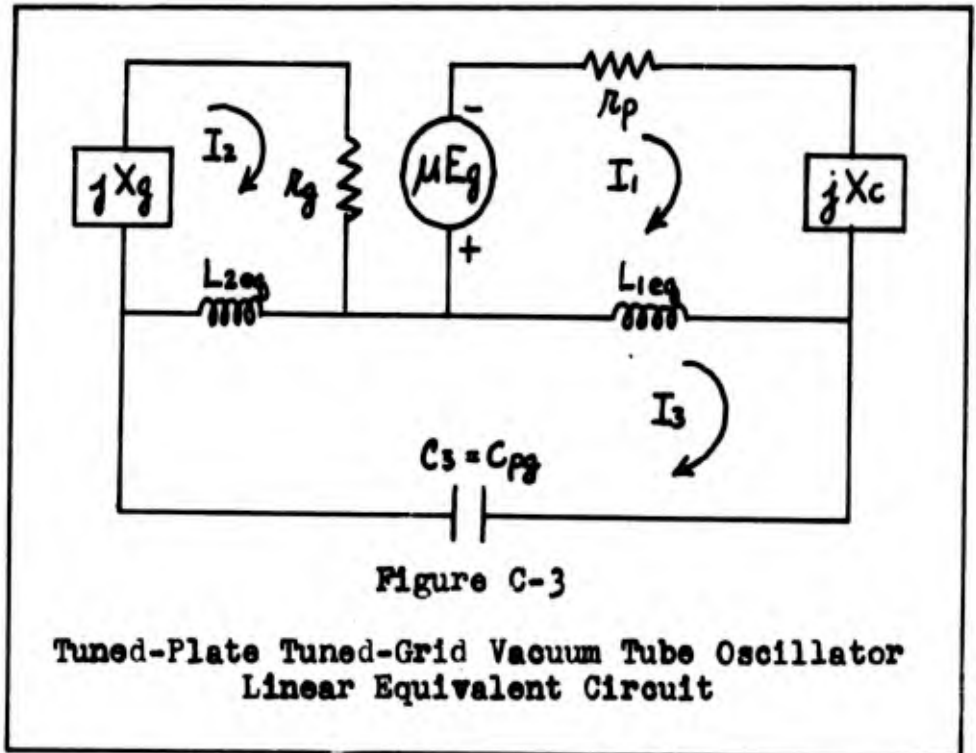 -
rp
I2
μEg
I1
jXg
rg
jXc
+
L2eq
L1eq
I3
C3 = Cpg
Figure C-3
Tuned-Plate Tuned-Grid Vacuum Tube Oscillator
Linear Equivalent Circuit